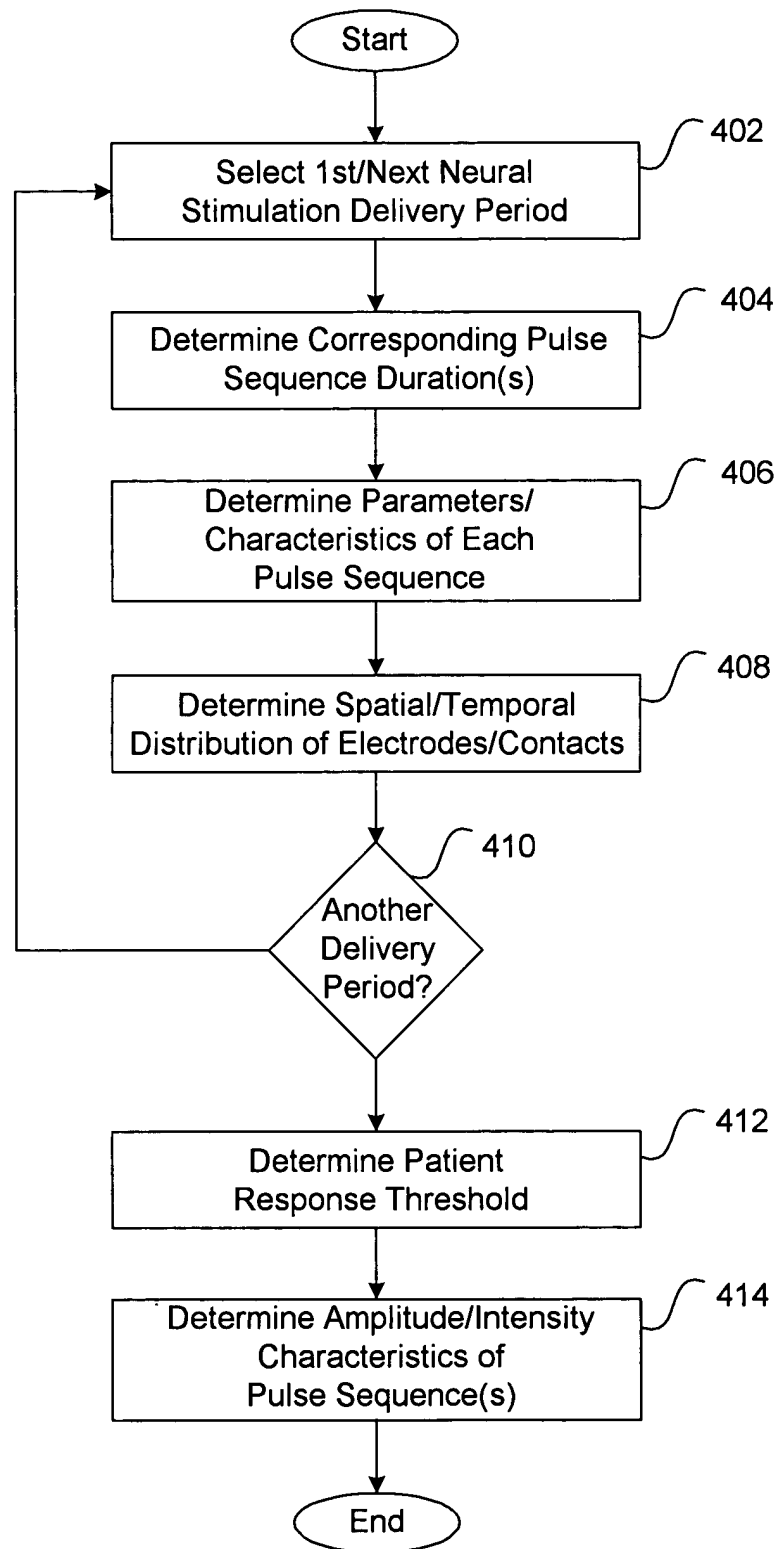 Start
402
Select 1st/Next Neural
Stimulation Delivery Period
404
Determine Corresponding Pulse
Sequence Duration(s)
406
Determine Parameters/
Characteristics of Each
Pulse Sequence
408
Determine Spatial/Temporal
Distribution of Electrodes/Contacts
410
Another
Delivery
Period?
412
Determine Patient
Response Threshold
414
Determine Amplitude/Intensity
Characteristics of
Pulse Sequence(s)
End